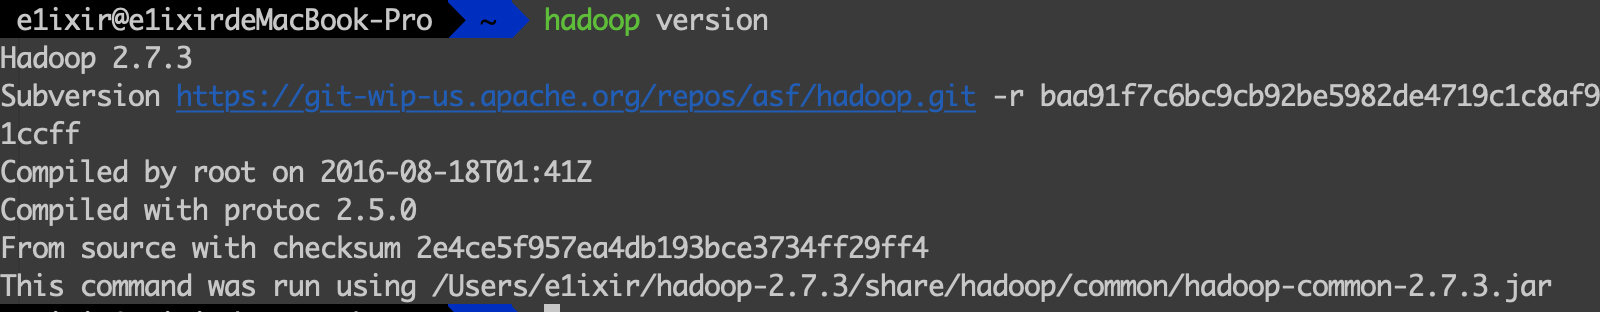 e1ixir@e1ixirdeMacBook-Pro ~ hadoop version
Hadoop 2.7.3
Subversion https://git-wip-us.apache.org/repos/asf/hadoop.git -r baa91f7c6bc9cb92be5982de4719c1c8af9
1ccff
Compiled by root on 2016-08-18T01:41Z
Compiled with protoc 2.5.0
From source with checksum 2e4ce5f957ea4db193bce3734ff29ff4
This command was run using /Users/e1ixir/hadoop-2.7.3/share/hadoop/common/hadoop-common-2.7.3.jar